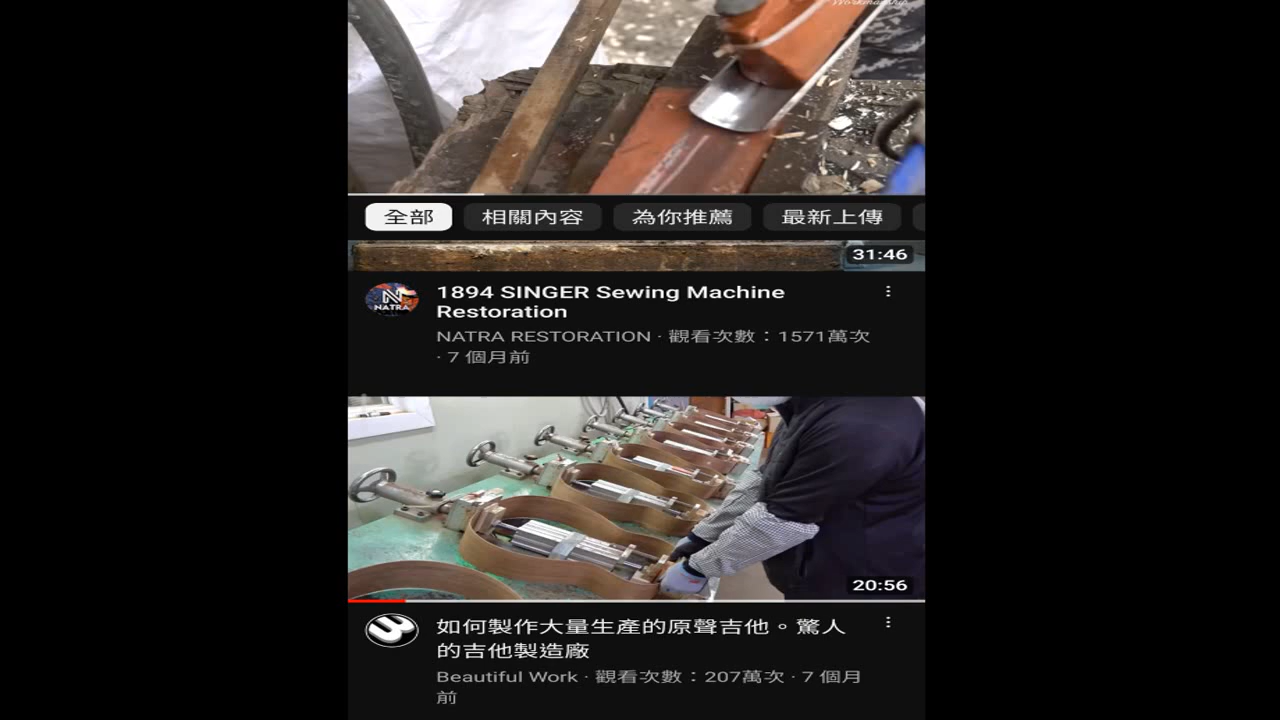 Workmanship
全部
相關內容
為你推薦
最新上傳
31:46
NATRA
1894 SINGER Sewing Machine
Restoration
NATRA RESTORATION · 觀看次數：1571萬次
· 7 個月前
20:56
如何製作大量生產的原聲吉他。驚人
的吉他製造廠
Beautiful Work · 觀看次數：207萬次 · 7 個月
前